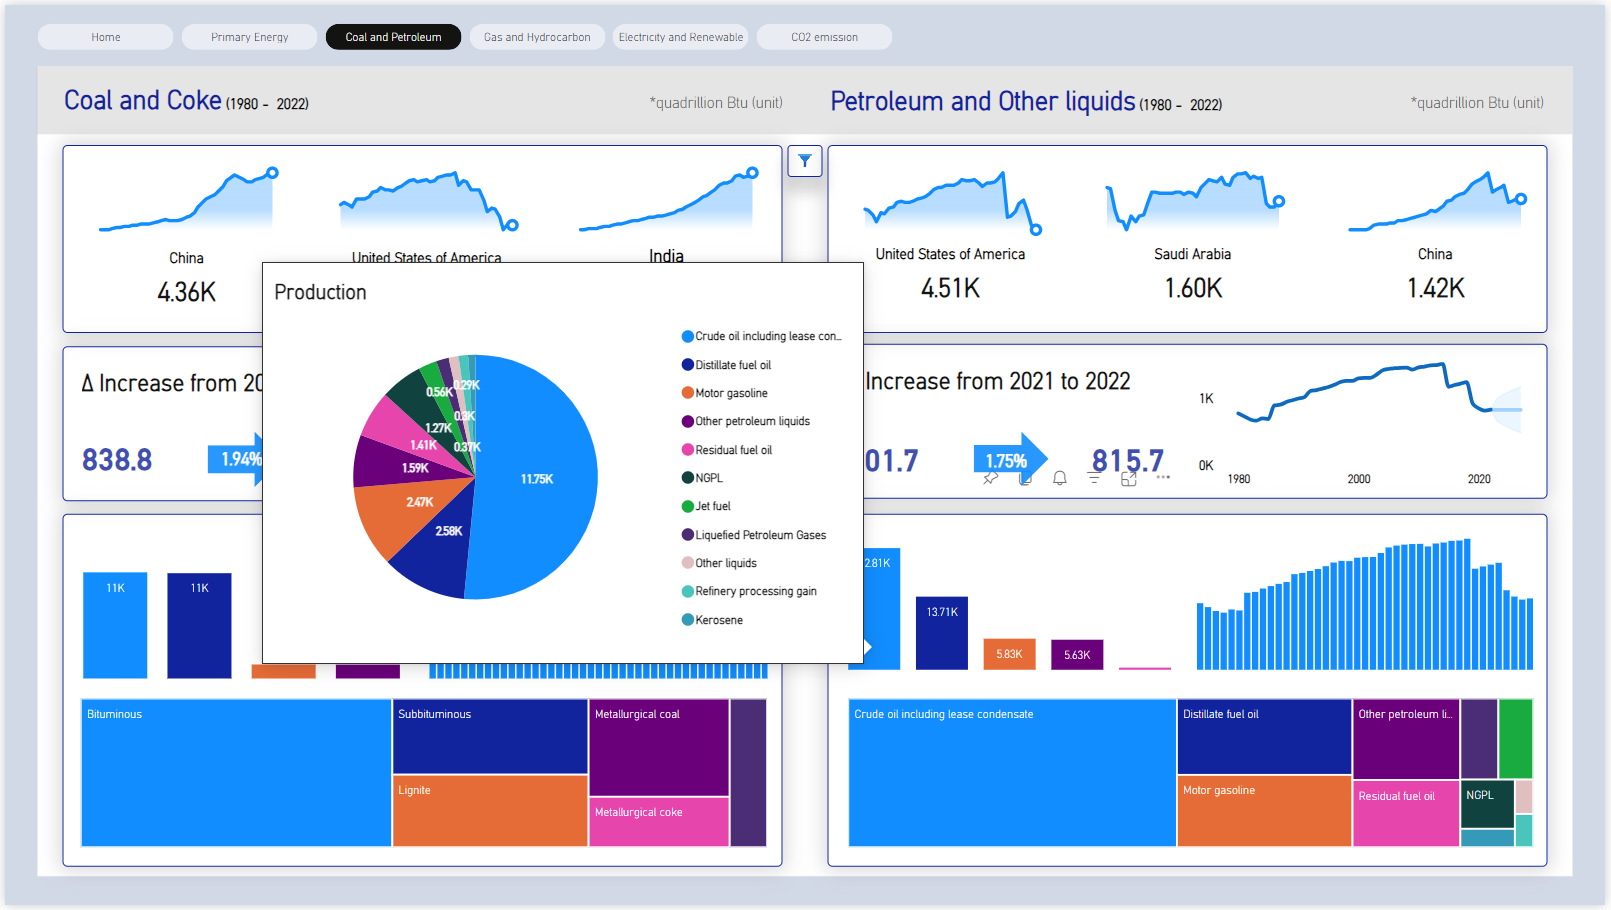 Home
Primary Energy
Coal and Petroleum
Gas and Hydrocarbon
Electricity and Renewable
CO2 emission
Coal and Coke (1980 - 2022)
*quadrillion Btu (unit)
Petroleum and Other liquids (1980 - 2022)
*quadrillion Btu (unit)
China
4.36K
United States of America
India
United States of America
4.51K
Saudi Arabia
1.60K
China
1.42K
Δ Increase from 20
838.8
1.94%
Production
11.75K
2.58K
2.47K
1.59K
1.41K
1.27K
0.56K
0.37K
0.3K
0.29K
Crude oil including lease con...
Distillate fuel oil
Motor gasoline
Other petroleum liquids
Residual fuel oil
NGPL
Jet fuel
Liquefied Petroleum Gases
Other liquids
Refinery processing gain
Kerosene
Increase from 2021 to 2022
01.7
1.75%
815.7
1K
0K
1980
2000
2020
11K
11K
2.81K
13.71K
5.83K
5.63K
Bituminous
Subbituminous
Lignite
Metallurgical coal
Metallurgical coke
Crude oil including lease condensate
Distillate fuel oil
Motor gasoline
Other petroleum li...
Residual fuel oil
NGPL